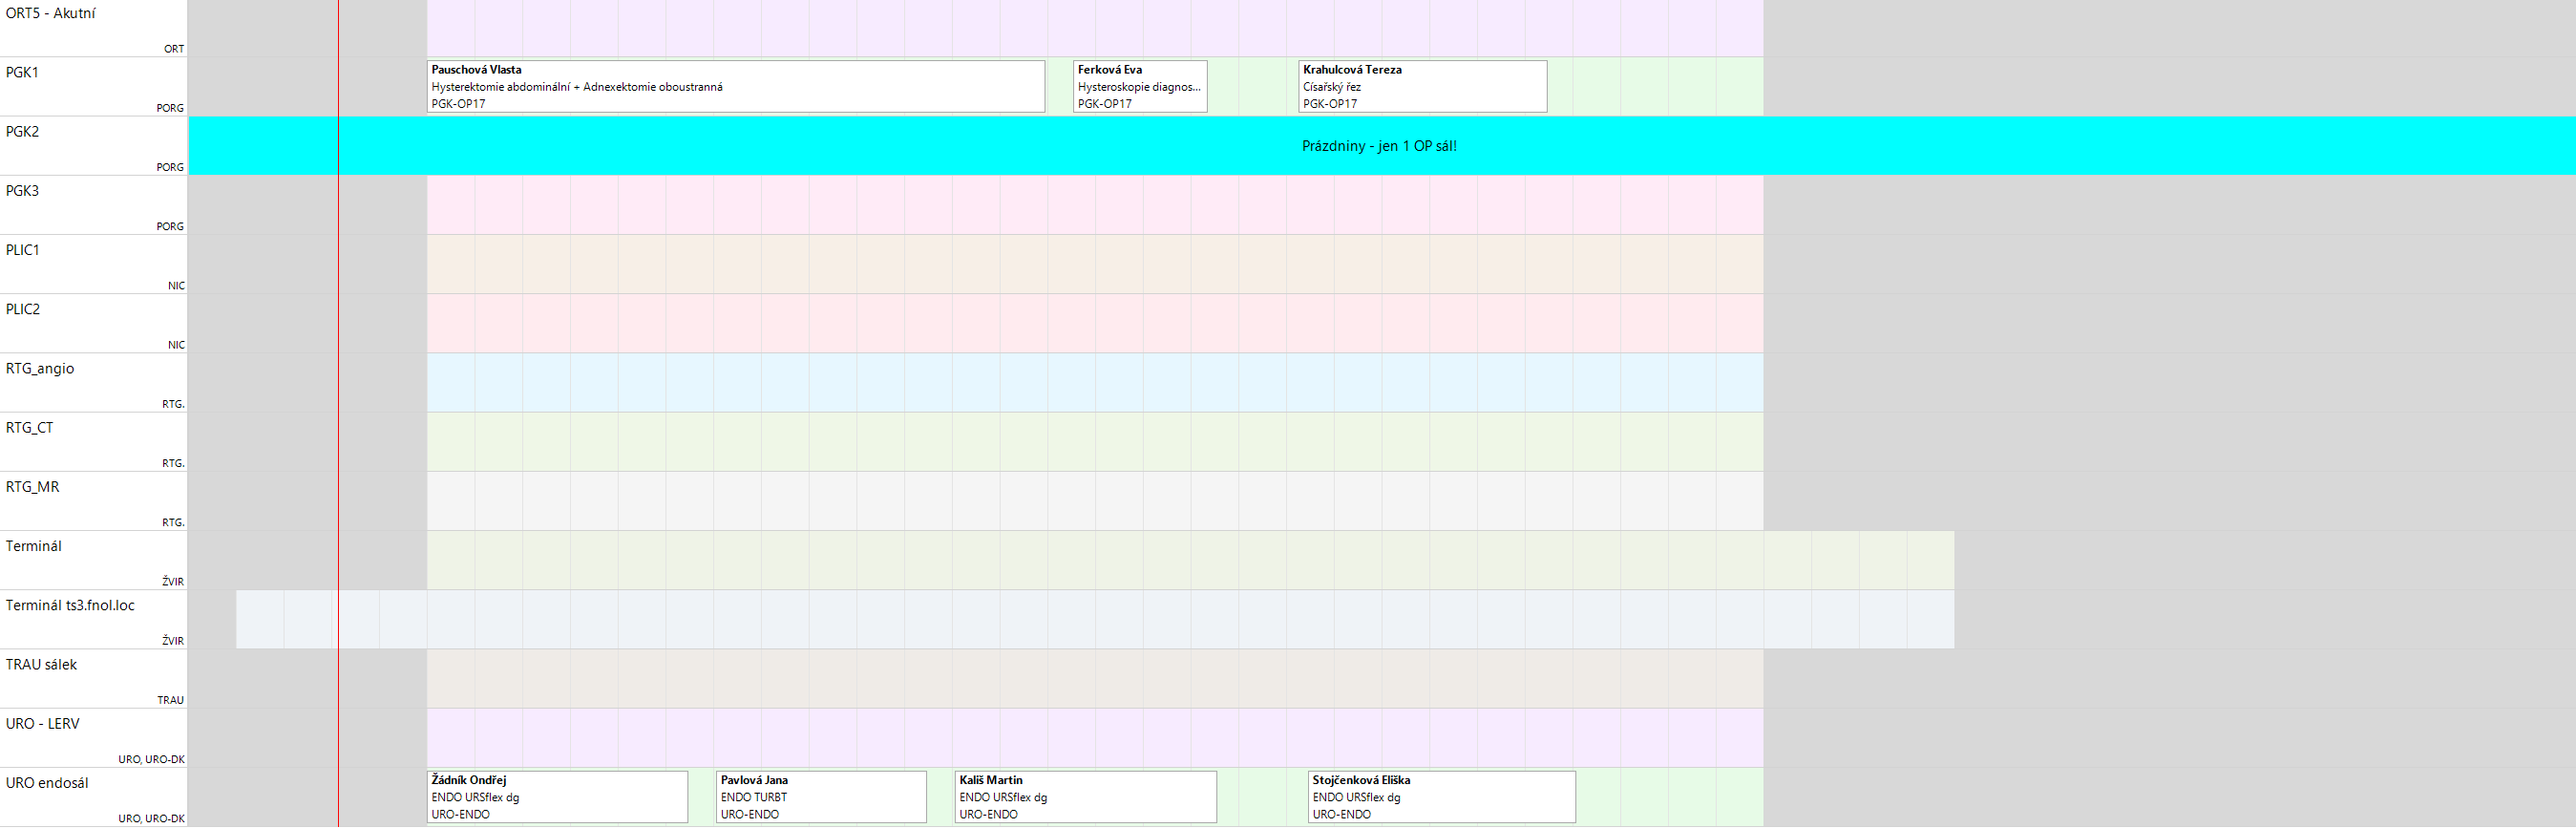 ORT5 - Akutní
ORT
PGK1
PORG
Pauschová Vlasta
Hysterektomie abdominální + Adnexektomie oboustranná
PGK-OP17
Ferková Eva
Hysteroskopie diagnos...
PGK-OP17
Krahulcová Tereza
Císařský řez
PGK-OP17
PGK2
PORG
Prázdniny - jen 1 OP sál!
PGK3
PORG
PLIC1
NIC
PLIC2
NIC
RTG_angio
RTG.
RTG_CT
RTG.
RTG_MR
RTG.
Terminál
ŽVIR
Terminál ts3.fnol.loc
ŽVIR
TRAU sálek
TRAU
URO - LERV
URO, URO-DK
URO endosál
URO, URO-DK
Žádník Ondřej
ENDO URSflex dg
URO-ENDO
Pavlová Jana
ENDO TURBT
URO-ENDO
Kališ Martin
ENDO URSflex dg
URO-ENDO
Stojčenková Eliška
ENDO URSflex dg
URO-ENDO